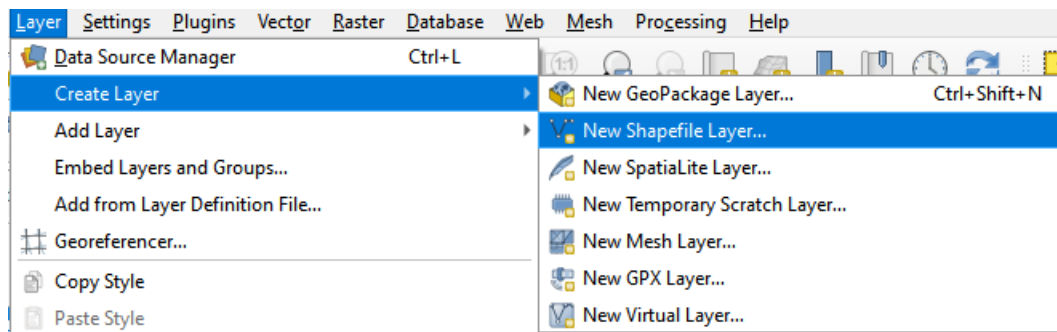 Layer Settings Plugins Vector Raster Database Web Mesh Processing Help
Data Source Manager Ctrl+L
Create Layer
Add Layer
Embed Layers and Groups...
Add from Layer Definition File...
Georeferencer...
Copy Style
Paste Style
1:1
New GeoPackage Layer... Ctrl+Shift+N
New Shapefile Layer...
New SpatiaLite Layer...
New Temporary Scratch Layer...
New Mesh Layer...
New GPX Layer...
New Virtual Layer...